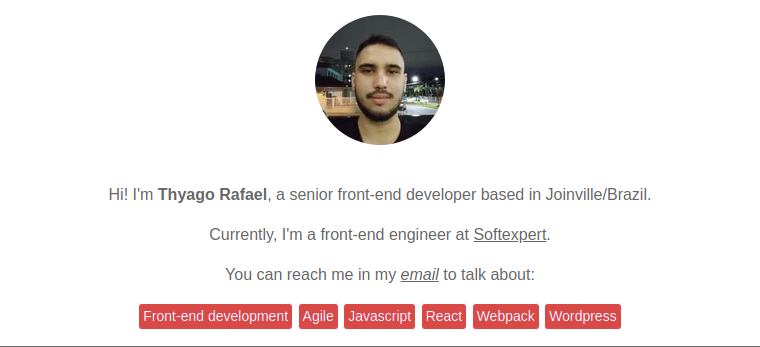 Hi! I'm Thyago Rafael, a senior front-end developer based in Joinville/Brazil.
Currently, I'm a front-end engineer at Softexpert.
You can reach me in my email to talk about:
Front-end development Agile Javascript React Webpack Wordpress